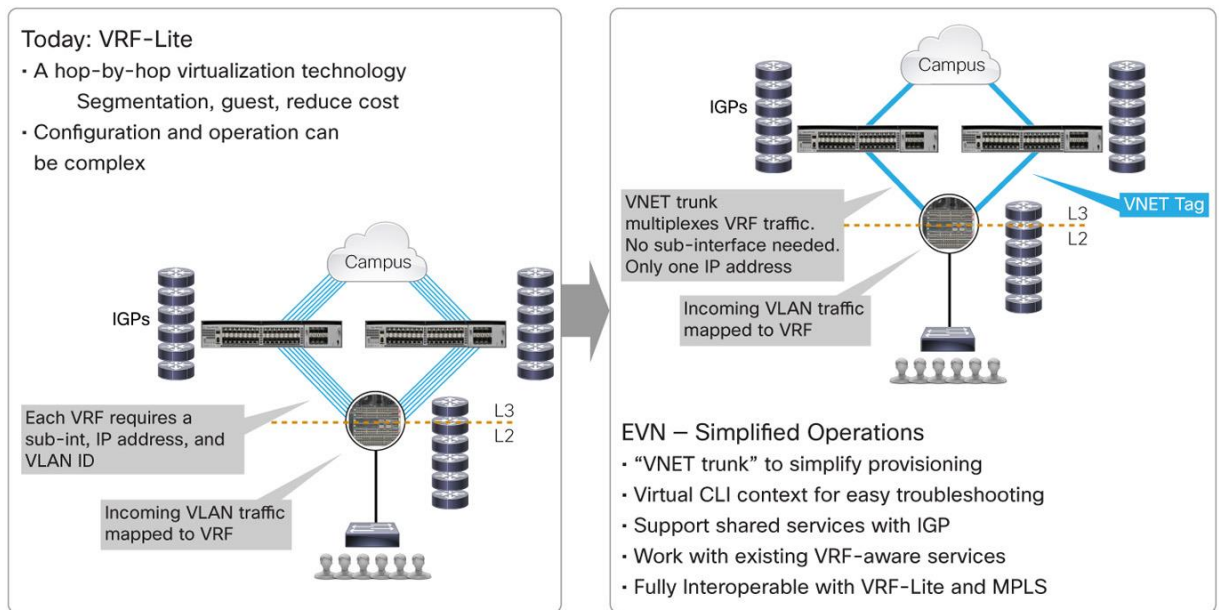 Today: VRF-Lite
· A hop-by-hop virtualization technology
Segmentation, guest, reduce cost
· Configuration and operation can
be complex
Campus
IGPs
Each VRF requires a
sub-int, IP address, and
VLAN ID
L3
L2
Incoming VLAN traffic
mapped to VRF
Campus
IGPs
VNET trunk
multiplexes VRF traffic.
No sub-interface needed.
Only one IP address
VNET Tag
L3
L2
Incoming VLAN traffic
mapped to VRF
EVN – Simplified Operations
· “VNET trunk” to simplify provisioning
· Virtual CLI context for easy troubleshooting
· Support shared services with IGP
· Work with existing VRF-aware services
· Fully Interoperable with VRF-Lite and MPLS